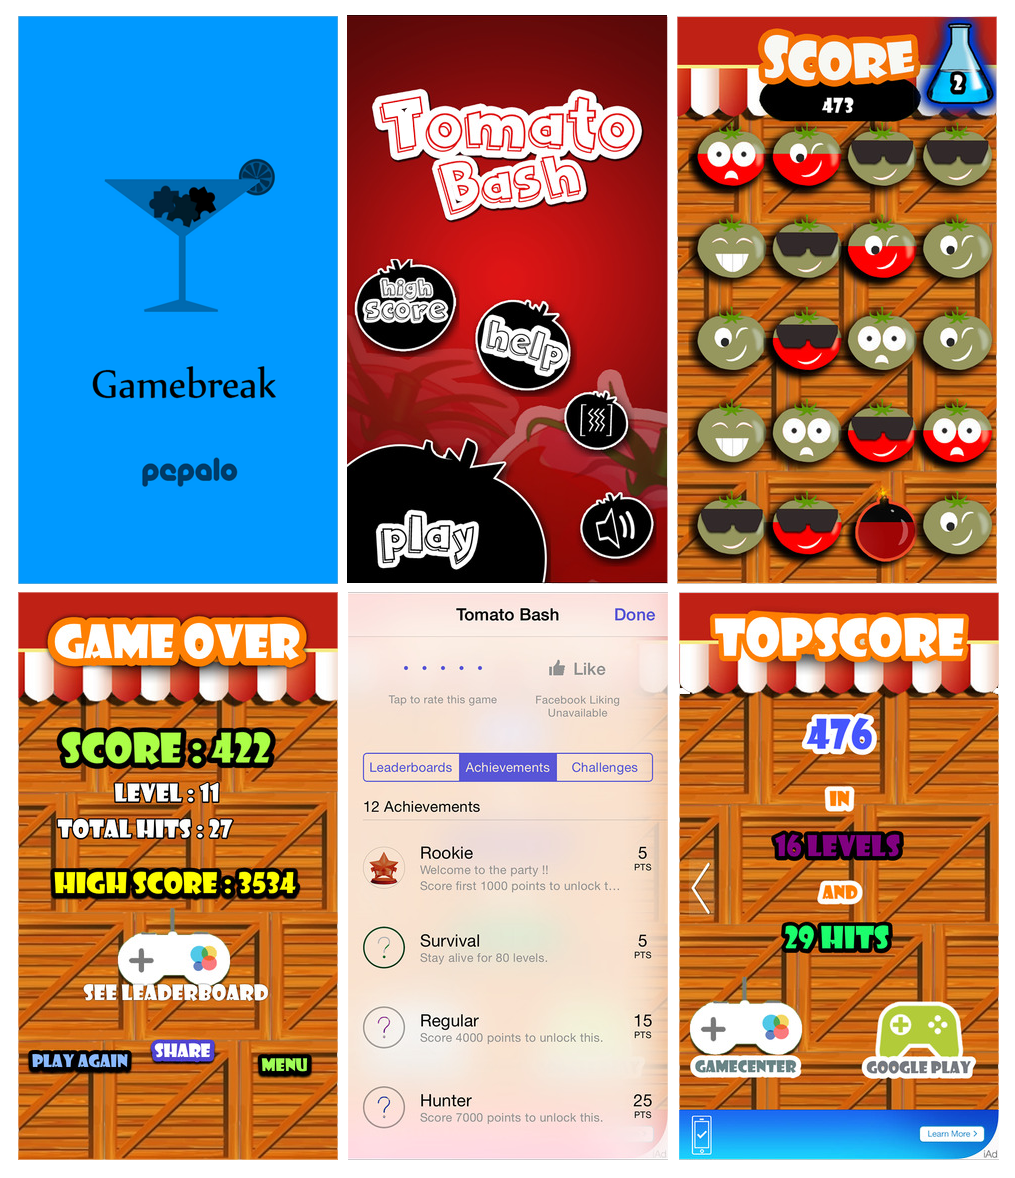 Gamebreak
pepalo
Tomato
Bash
high
score
help
play
SCORE
473
2
GAME OVER
SCORE : 422
LEVEL : 11
TOTAL HITS : 27
HIGH SCORE : 3534
SEE LEADERBOARD
PLAY AGAIN
SHARE
MENU
Tomato Bash
Done
Like
Tap to rate this game
Facebook Liking
Unavailable
Leaderboards
Achievements
Challenges
12 Achievements
Rookie
5
PTS
Welcome to the party !!
Score first 1000 points to unlock t...
Survival
5
PTS
Stay alive for 80 levels.
Regular
15
PTS
Score 4000 points to unlock this.
Hunter
25
PTS
Score 7000 points to unlock this.
iAd
TOPSCORE
476
IN
16 LEVELS
AND
29 HITS
GAMECENTER
GOOGLE PLAY
Learn More >
iAd